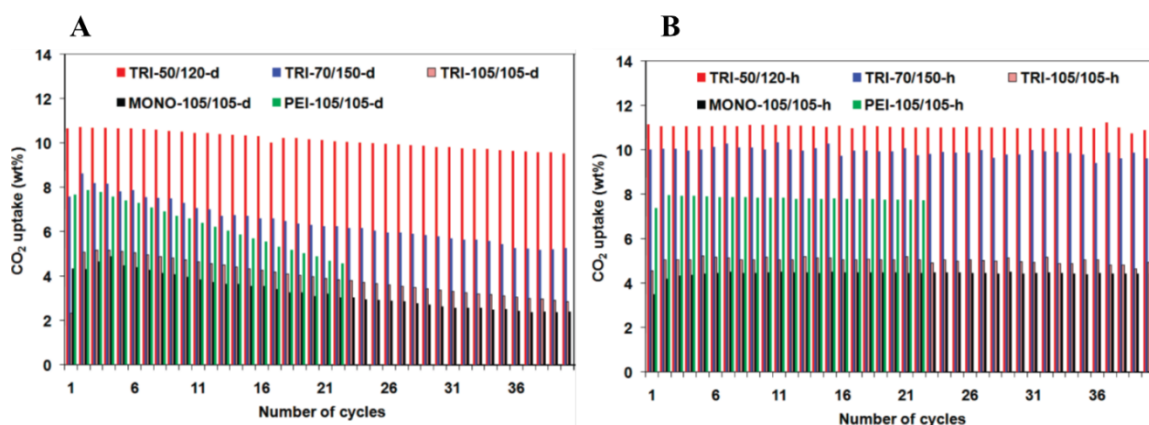 A
14
12
10
8
6
4
2
0
CO₂ uptake (wt%)
TRI-50/120-d TRI-70/150-d TRI-105/105-d
MONO-105/105-d PEI-105/105-d
1 6 11 16 21 26 31 36
Number of cycles
B
14
12
10
8
6
4
2
0
CO₂ uptake (wt%)
TRI-50/120-h TRI-70/150-h TRI-105/105-h
MONO-105/105-h PEI-105/105-h
1 6 11 16 21 26 31 36
Number of cycles